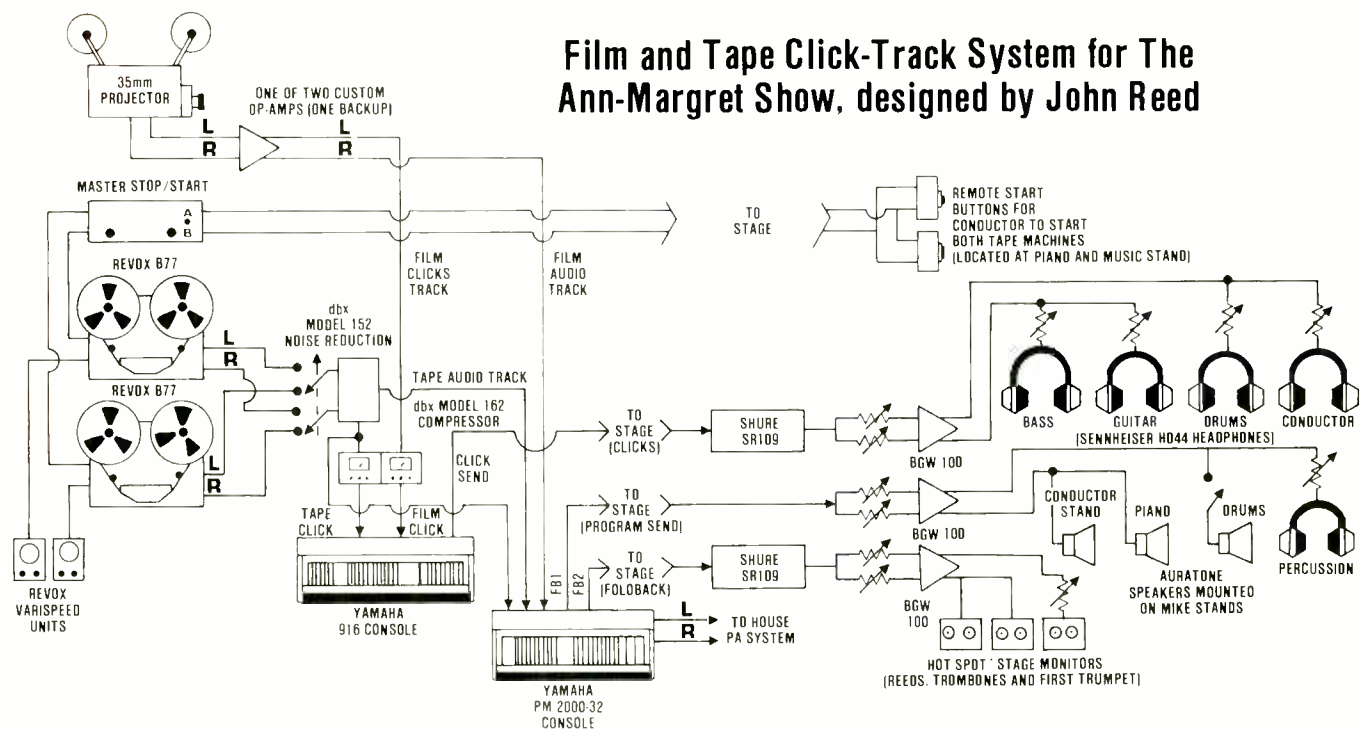 Film and Tape Click-Track System for The
Ann-Margret Show, designed by John Reed
35mm
PROJECTOR
ONE OF TWO CUSTOM
OP-AMPS (ONE BACKUP)
L
R
L
R
MASTER STOP/START
A
B
TO
STAGE
REMOTE START
BUTTONS FOR
CONDUCTOR TO START
BOTH TAPE MACHINES
(LOCATED AT PIANO AND MUSIC STAND)
FILM
CLICKS
TRACK
FILM
AUDIO
TRACK
REVOX B77
L
R
dbx
MODEL 152
NOISE REDUCTION
REVOX B77
L
R
TAPE AUDIO TRACK
dbx MODEL 162
COMPRESSOR
CLICK
SEND
TAPE
CLICK
FILM
CLICK
REVOX
VARISPEED
UNITS
YAMAHA
916 CONSOLE
TO
STAGE
(CLICKS)
SHURE
SR109
BGW 100
BASS
GUITAR
DRUMS
CONDUCTOR
(SENNHEISER HD44 HEADPHONES)
TO
STAGE
(PROGRAM SEND)
BGW 100
CONDUCTOR
STAND
PIANO
DRUMS
PERCUSSION
AURATONE
SPEAKERS MOUNTED
ON MIKE STANDS
FB1
FB2
TO
STAGE
(FOLOBACK)
SHURE
SR109
BGW
100
L
R
TO HOUSE
PA SYSTEM
HOT SPOT' STAGE MONITORS
(REEDS, TROMBONES AND FIRST TRUMPET)
YAMAHA
PM 2000-32
CONSOLE